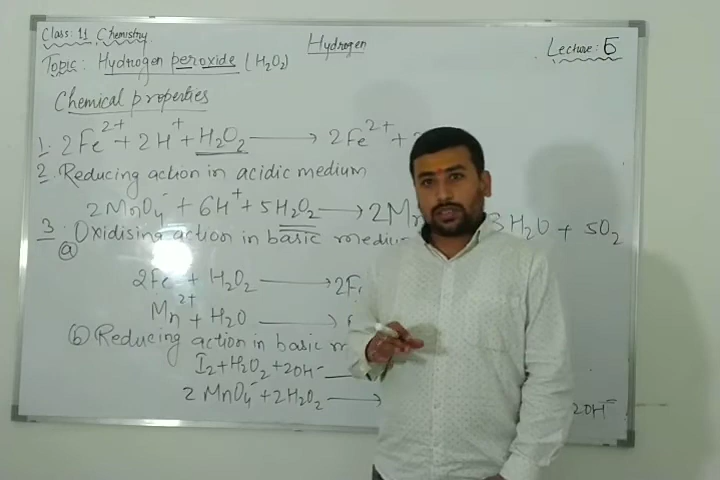 Class: 11 Chemistry
Hydrogen
Lecture: 5
Topic: Hydrogen peroxide (H₂O₂)
Chemical properties
1. 2Fe²⁺ + 2H⁺ + H₂O₂ ⟶ 2Fe²⁺ +
2. Reducing action in acidic medium
2MnO₄⁻ + 6H⁺ + 5H₂O₂ ⟶ 2Mn 3H₂O + 5O₂
3. Oxidising action in basic mediu
(a)
2Fe + H₂O₂ ⟶ 2F
Mn²⁺ + H₂O ⟶
(b) Reducing action in basic m
I₂ + H₂O₂ + 2OH⁻
2MnO₄⁻ + 2H₂O₂ ⟶ 2OH⁻